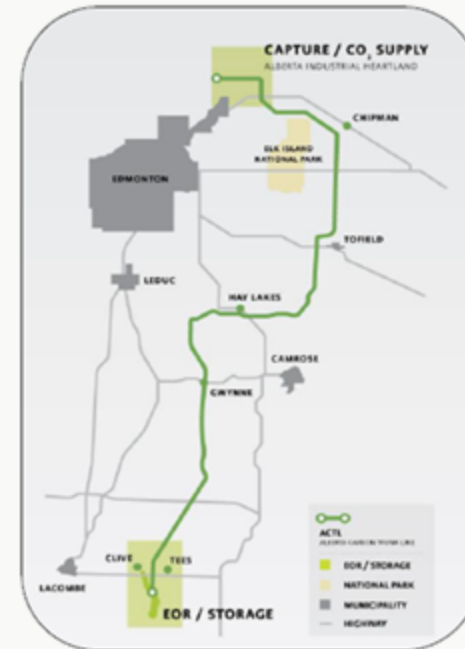 CAPTURE / CO₂ SUPPLY
ALBERTA INDUSTRIAL HEARTLAND
CHIPMAN
ELK ISLAND
NATIONAL PARK
EDMONTON
TOFIELD
LEDUC
HAY LAKES
CAMROSE
GWYNNE
CLIVE
TEES
LACOMBE
EOR / STORAGE
ACTL
ALBERTA CARBON TRUNK LINE
EOR / STORAGE
NATIONAL PARK
MUNICIPALITY
HIGHWAY